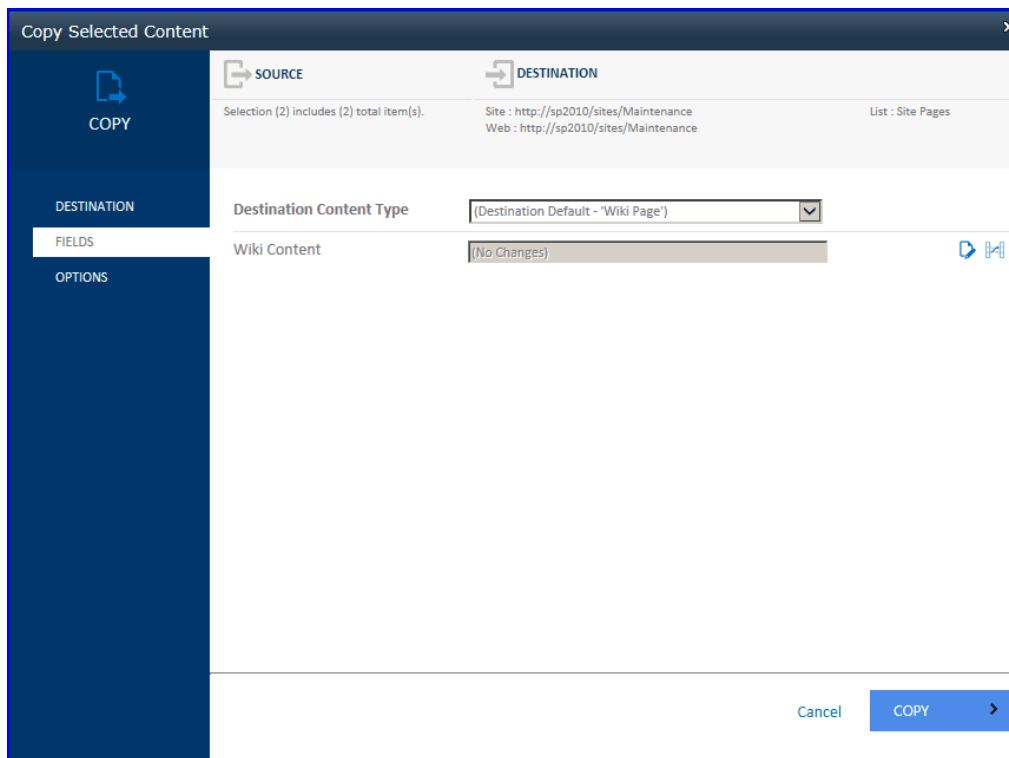 Copy Selected Content
COPY
SOURCE
DESTINATION
Selection (2) includes (2) total item(s).
Site : http://sp2010/sites/Maintenance
Web : http://sp2010/sites/Maintenance
List : Site Pages
DESTINATION
FIELDS
OPTIONS
Destination Content Type
(Destination Default - 'Wiki Page')
Wiki Content
(No Changes)
Cancel
COPY